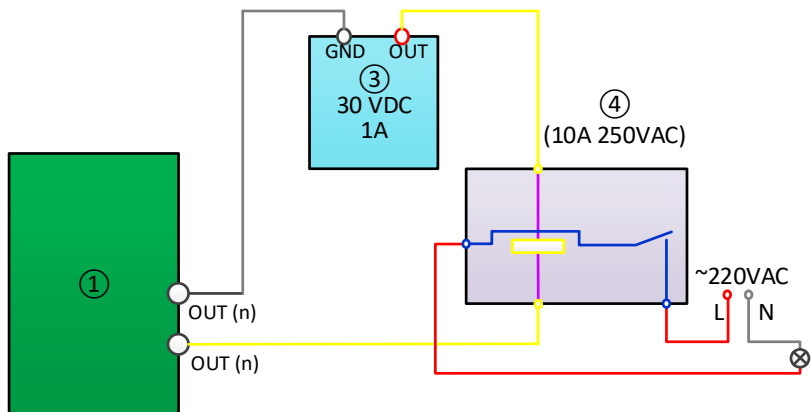 GND OUT
③
30 VDC
1A
④
(10A 250VAC)
①
~220VAC
L N
OUT (n)
OUT (n)